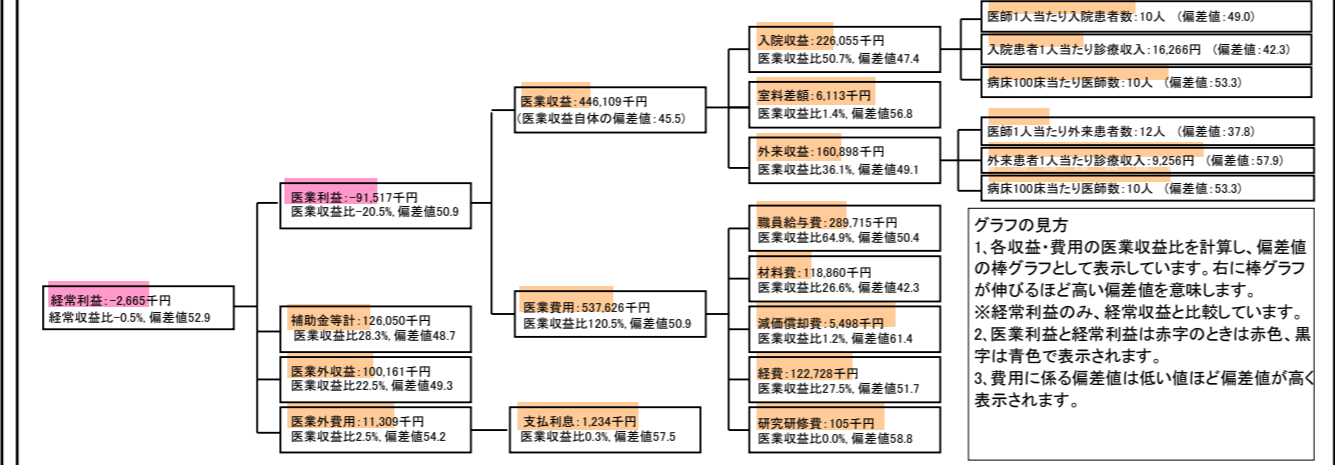 経常利益：-2,665千円
経常収益比-0.5%, 偏差値52.9
医業利益：-91,517千円
医業収益比-20.5%, 偏差値50.9
補助金等計：126,050千円
医業収益比28.3%, 偏差値48.7
医業外収益：100,161千円
医業収益比22.5%, 偏差値49.3
医業外費用：11,309千円
医業収益比2.5%, 偏差値54.2
医業収益：446,109千円
（医業収益自体の偏差値：45.5）
医業費用：537,626千円
医業収益比120.5%, 偏差値50.9
支払利息：1,234千円
医業収益比0.3%, 偏差値57.5
入院収益：226,055千円
医業収益比50.7%, 偏差値47.4
室料差額：6,113千円
医業収益比1.4%, 偏差値56.8
外来収益：160,898千円
医業収益比36.1%, 偏差値49.1
職員給与費：289,715千円
医業収益比64.9%, 偏差値50.4
材料費：118,860千円
医業収益比26.6%, 偏差値42.3
減価償却費：5,498千円
医業収益比1.2%, 偏差値61.4
経費：122,728千円
医業収益比27.5%, 偏差値51.7
研究研修費：105千円
医業収益比0.0%, 偏差値58.8
医師1人当たり入院患者数：10人 （偏差値：49.0）
入院患者1人当たり診療収入：16,266円 （偏差値：42.3）
病床100床当たり医師数：10人 （偏差値：53.3）
医師1人当たり外来患者数：12人 （偏差値：37.8）
外来患者1人当たり診療収入：9,256円 （偏差値：57.9）
病床100床当たり医師数：10人 （偏差値：53.3）
グラフの見方
1、各収益・費用の医業収益比を計算し、偏差値
の棒グラフとして表示しています。右に棒グラフ
が伸びるほど高い偏差値を意味します。
※経常利益のみ、経常収益と比較しています。
2、医業利益と経常利益は赤字のときは赤色、黒
字は青色で表示されます。
3、費用に係る偏差値は低い値ほど偏差値が高く
表示されます。